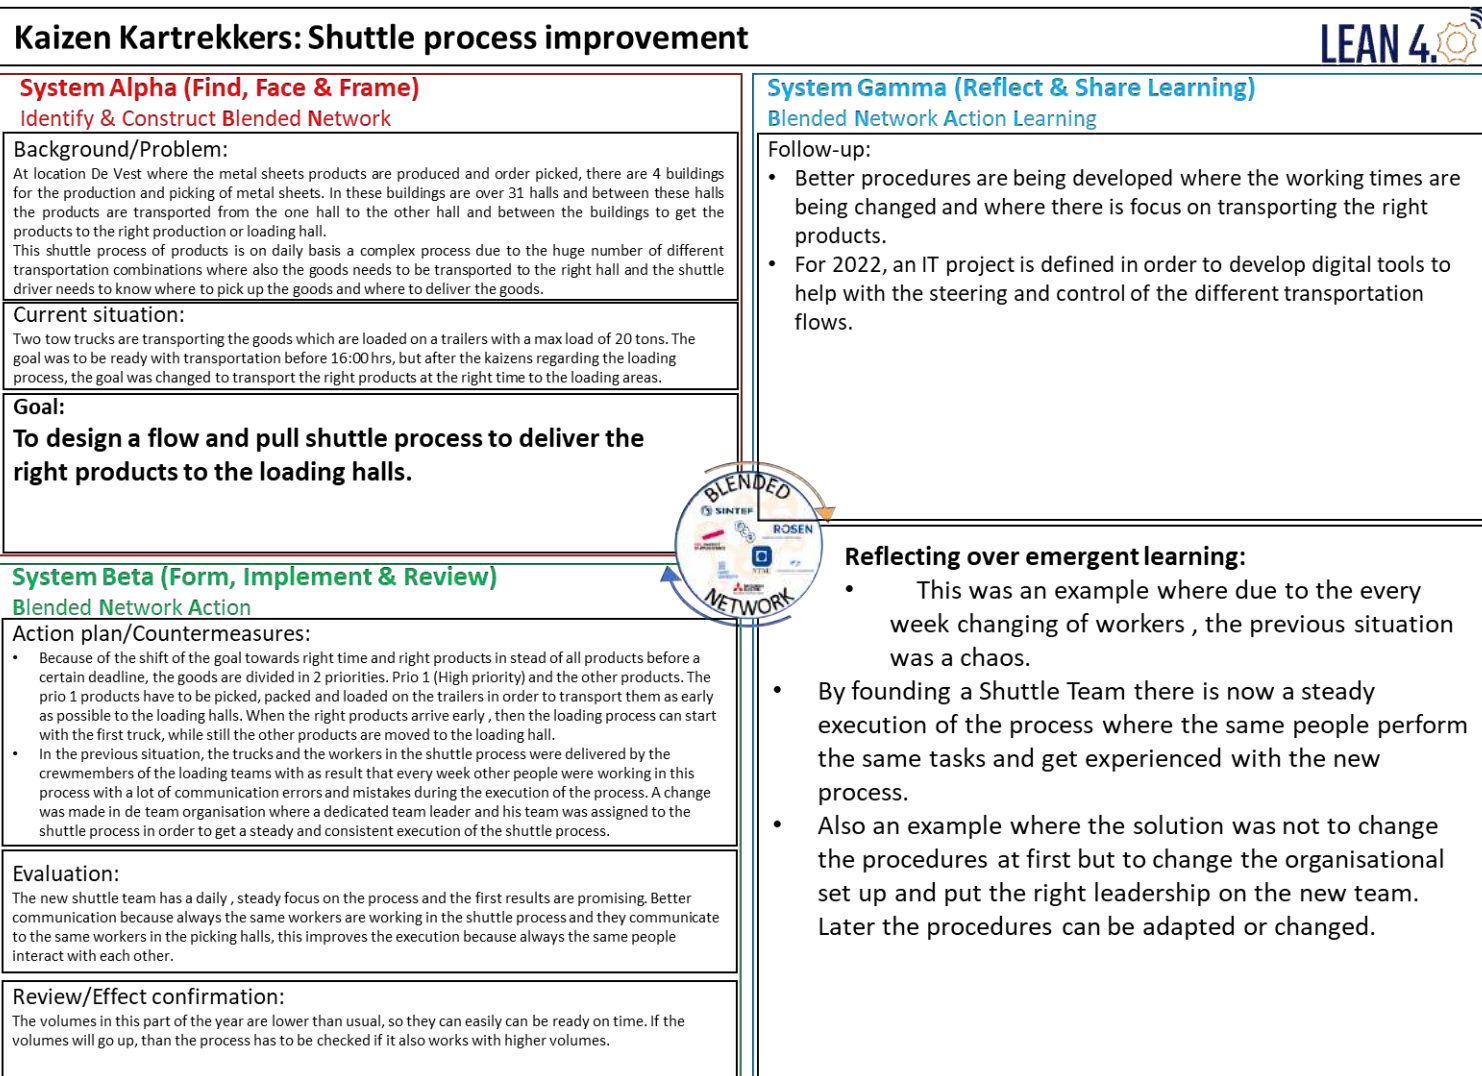 Kaizen Kartrekkers: Shuttle process improvement
LEAN 4.
System Alpha (Find, Face & Frame)
Identify & Construct Blended Network
Background/Problem:
At location De Vest where the metal sheets products are produced and order picked, there are 4 buildings
for the production and picking of metal sheets. In these buildings are over 31 halls and between these halls
the products are transported from the one hall to the other hall and between the buildings to get the
products to the right production or loading hall.
This shuttle process of products is on daily basis a complex process due to the huge number of different
transportation combinations where also the goods needs to be transported to the right hall and the shuttle
driver needs to know where to pick up the goods and where to deliver the goods.
Current situation:
Two tow trucks are transporting the goods which are loaded on a trailers with a max load of 20 tons. The
goal was to be ready with transportation before 16:00 hrs, but after the kaizens regarding the loading
process, the goal was changed to transport the right products at the right time to the loading areas.
Goal:
To design a flow and pull shuttle process to deliver the
right products to the loading halls.
System Beta (Form, Implement & Review)
Blended Network Action
Action plan/Countermeasures:
• Because of the shift of the goal towards right time and right products in stead of all products before a
certain deadline, the goods are divided in 2 priorities. Prio 1 (High priority) and the other products. The
prio 1 products have to be picked, packed and loaded on the trailers in order to transport them as early
as possible to the loading halls. When the right products arrive early , then the loading process can start
with the first truck, while still the other products are moved to the loading hall.
• In the previous situation, the trucks and the workers in the shuttle process were delivered by the
crewmembers of the loading teams with as result that every week other people were working in this
process with a lot of communication errors and mistakes during the execution of the process. A change
was made in de team organisation where a dedicated team leader and his team was assigned to the
shuttle process in order to get a steady and consistent execution of the shuttle process.
Evaluation:
The new shuttle team has a daily , steady focus on the process and the first results are promising. Better
communication because always the same workers are working in the shuttle process and they communicate
to the same workers in the picking halls, this improves the execution because always the same people
interact with each other.
Review/Effect confirmation:
The volumes in this part of the year are lower than usual, so they can easily can be ready on time. If the
volumes will go up, than the process has to be checked if it also works with higher volumes.
System Gamma (Reflect & Share Learning)
Blended Network Action Learning
Follow-up:
• Better procedures are being developed where the working times are
being changed and where there is focus on transporting the right
products.
• For 2022, an IT project is defined in order to develop digital tools to
help with the steering and control of the different transportation
flows.
BLENDED
SINTEF
ROSEN
NTNU
NETWORK
Reflecting over emergent learning:
• This was an example where due to the every
week changing of workers , the previous situation
was a chaos.
• By founding a Shuttle Team there is now a steady
execution of the process where the same people perform
the same tasks and get experienced with the new
process.
• Also an example where the solution was not to change
the procedures at first but to change the organisational
set up and put the right leadership on the new team.
Later the procedures can be adapted or changed.